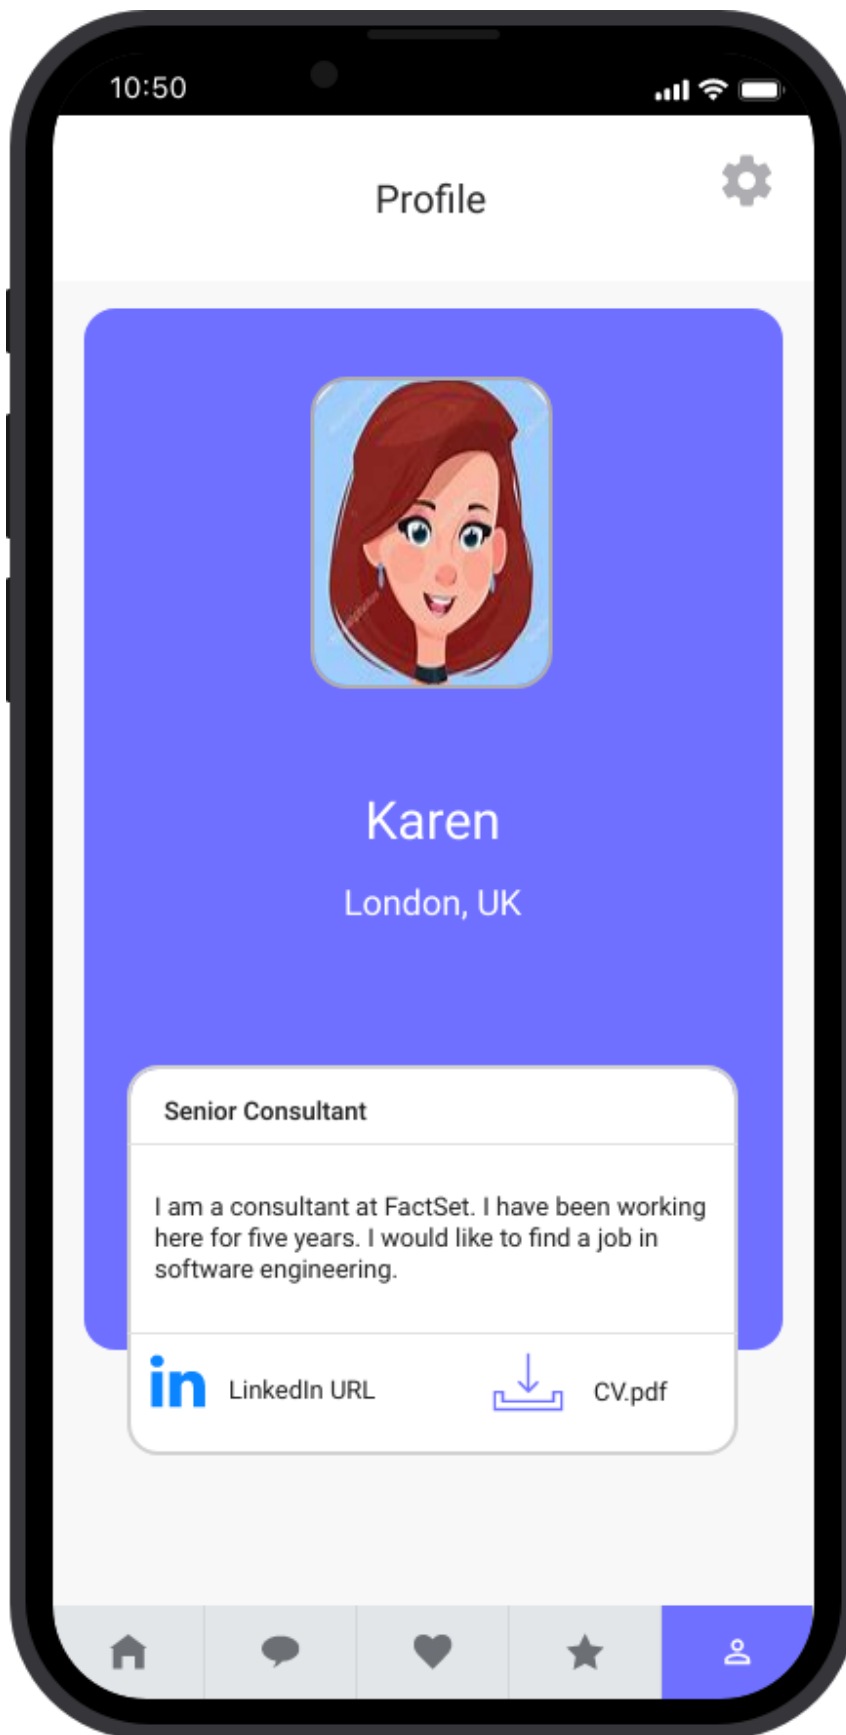 10:50
Profile
Karen
London, UK
Senior Consultant
I am a consultant at FactSet. I have been working
here for five years. I would like to find a job in
software engineering.
in LinkedIn URL
CV.pdf